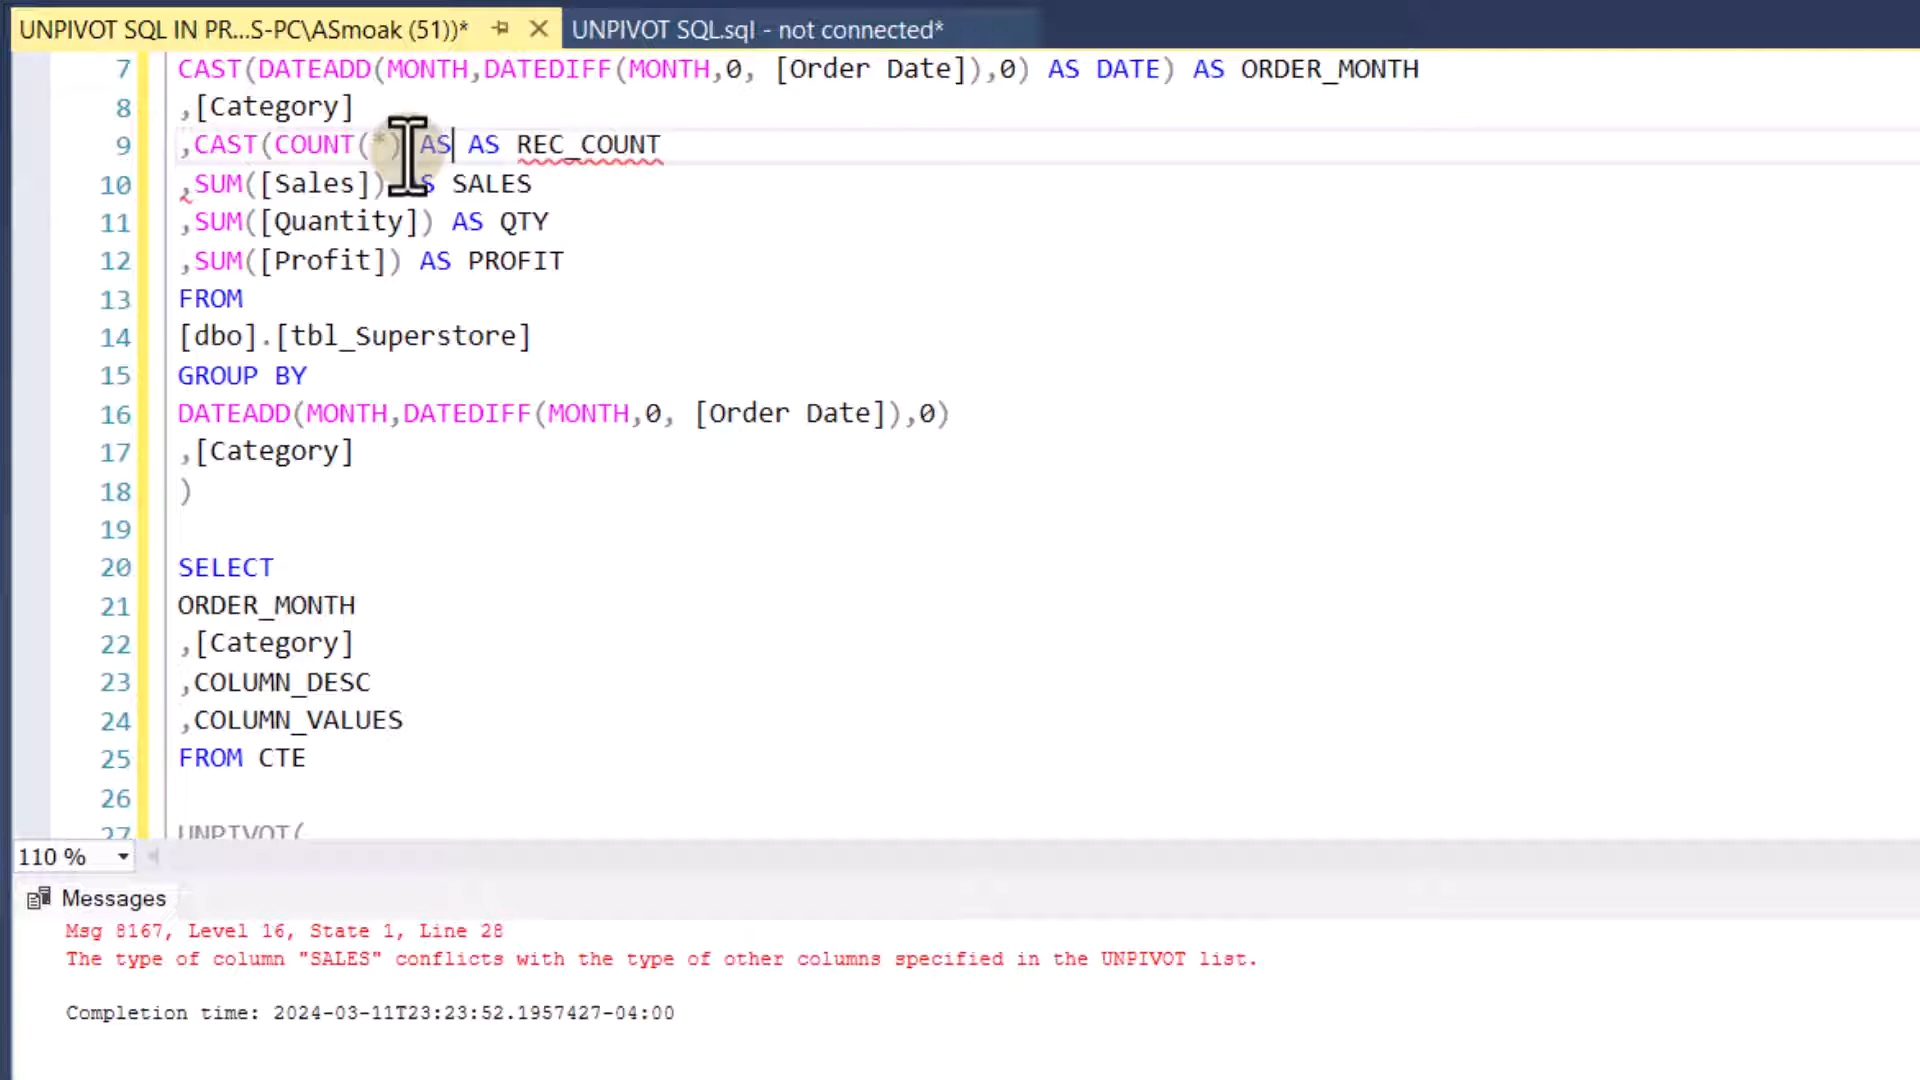 UNPIVOT SQL IN PR...S-PC\ASmoak (51))*
UNPIVOT SQL.sql - not connected*
7 CAST(DATEADD(MONTH,DATEDIFF(MONTH,0, [Order Date]),0) AS DATE) AS ORDER_MONTH
8 ,[Category]
9 ,CAST(COUNT(*) AS AS REC_COUNT
10 ,SUM([Sales]) AS SALES
11 ,SUM([Quantity]) AS QTY
12 ,SUM([Profit]) AS PROFIT
13 FROM
14 [dbo].[tbl_Superstore]
15 GROUP BY
16 DATEADD(MONTH,DATEDIFF(MONTH,0, [Order Date]),0)
17 ,[Category]
18 )
19
20 SELECT
21 ORDER_MONTH
22 ,[Category]
23 ,COLUMN_DESC
24 ,COLUMN_VALUES
25 FROM CTE
26
27 UNPIVOT(
110 %
Messages
Msg 8167, Level 16, State 1, Line 28
The type of column "SALES" conflicts with the type of other columns specified in the UNPIVOT list.
Completion time: 2024-03-11T23:23:52.1957427-04:00